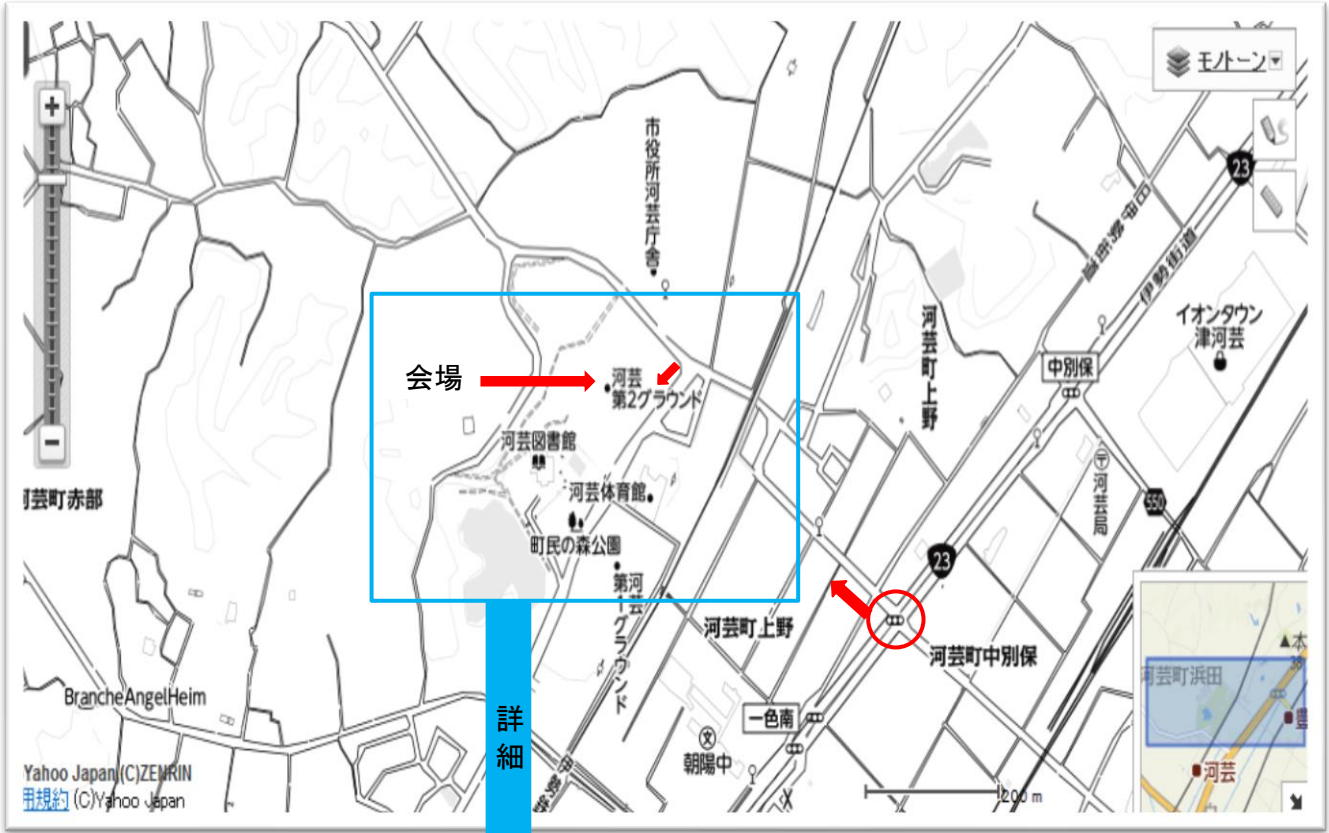 モノトーン
23
市役所河芸庁舎
伊勢街道
イオンタウン
津河芸
河芸町上野
中別保
会場
河芸
第2グラウンド
河芸図書館
河芸局
550
河芸町赤部
河芸体育館
町民の森公園
23
河芸
第1グラウンド
河芸町上野
河芸町中別保
河芸町浜田
BrancheAngelHeim
詳細
一色南
朝陽中
河芸
Yahoo Japan,(C)ZENRIN
用規約 (C)Yahoo Japan
200 m